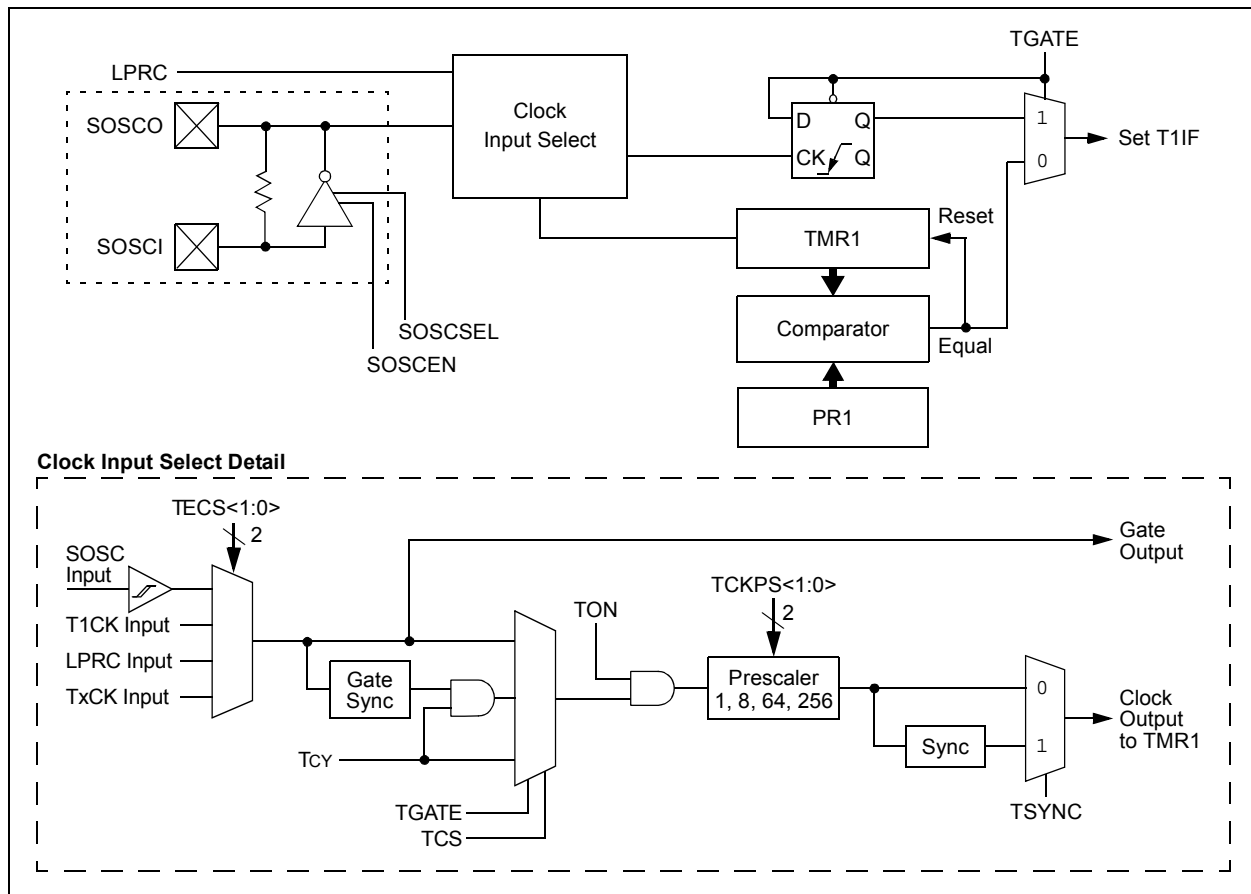 TGATE
LPRC
Clock
Input Select
SOSCO
D Q
CK Q
1
0
Set T1IF
SOSCI
TMR1
Reset
Comparator
Equal
SOSCSEL
SOSCEN
PR1
Clock Input Select Detail
TECS<1:0>
2
SOSC
Input
T1CK Input
LPRC Input
TxCK Input
Gate
Output
TCKPS<1:0>
2
TON
Gate
Sync
Prescaler
1, 8, 64, 256
0
1
Clock
Output
to TMR1
Sync
TCY
TGATE
TCS
TSYNC